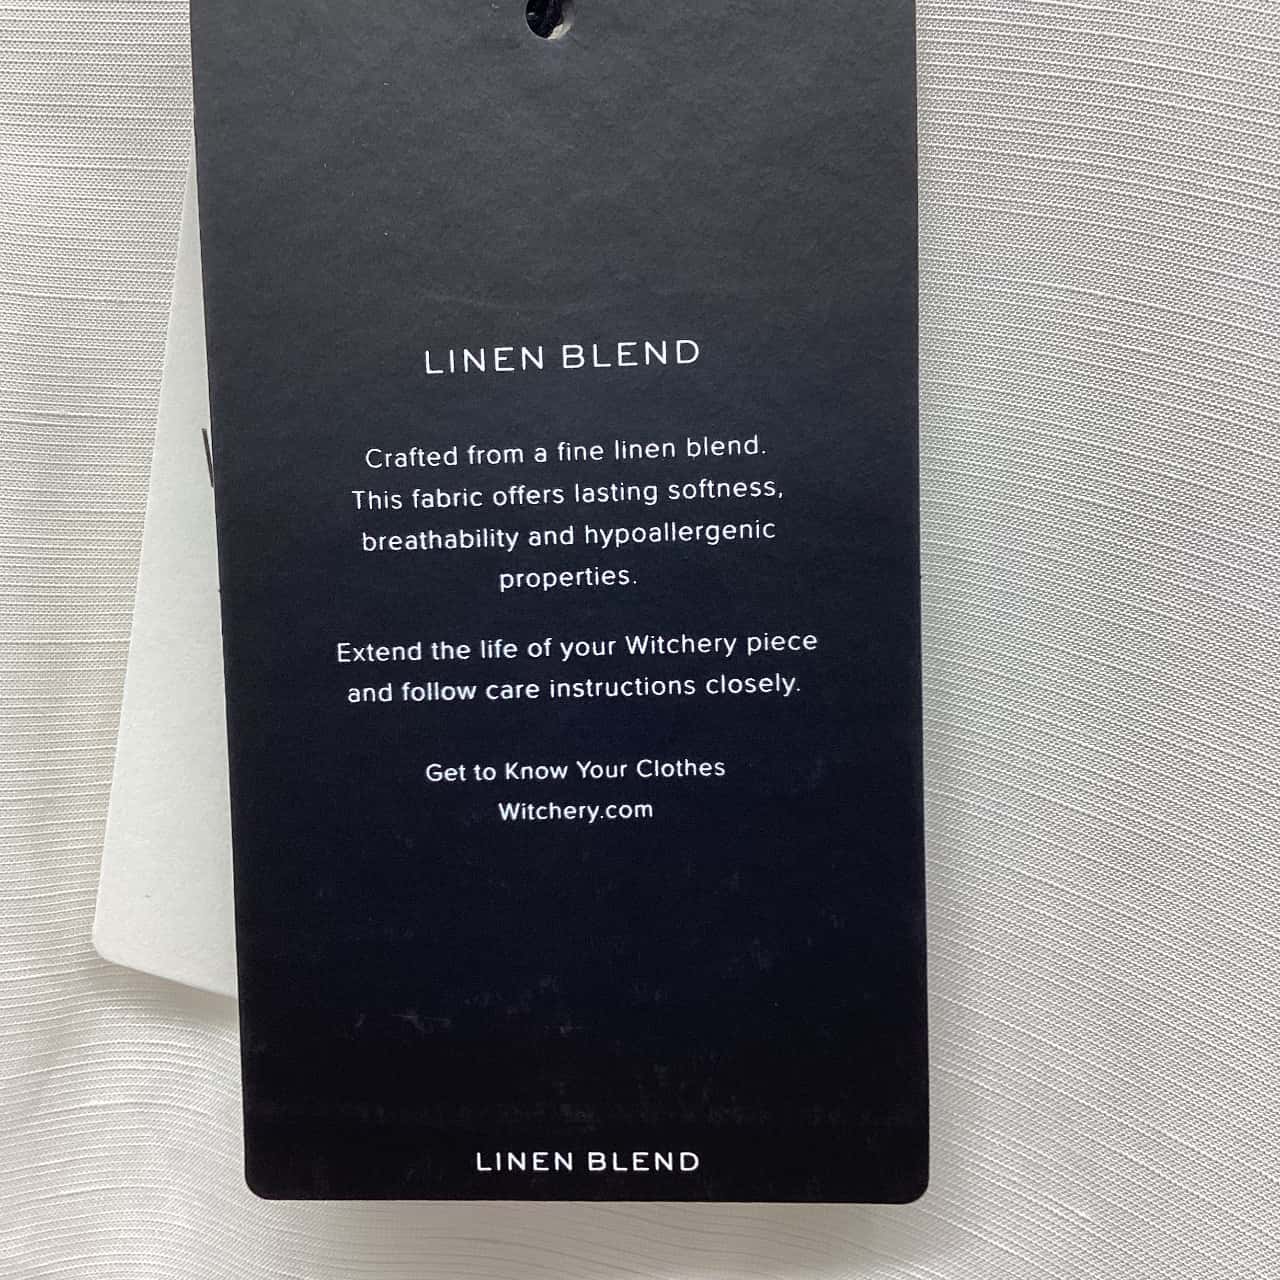 LINEN BLEND
Crafted from a fine linen blend.
This fabric offers lasting softness,
breathability and hypoallergenic
properties.
Extend the life of your Witchery piece
and follow care instructions closely.
Get to Know Your Clothes
Witchery.com
LINEN BLEND